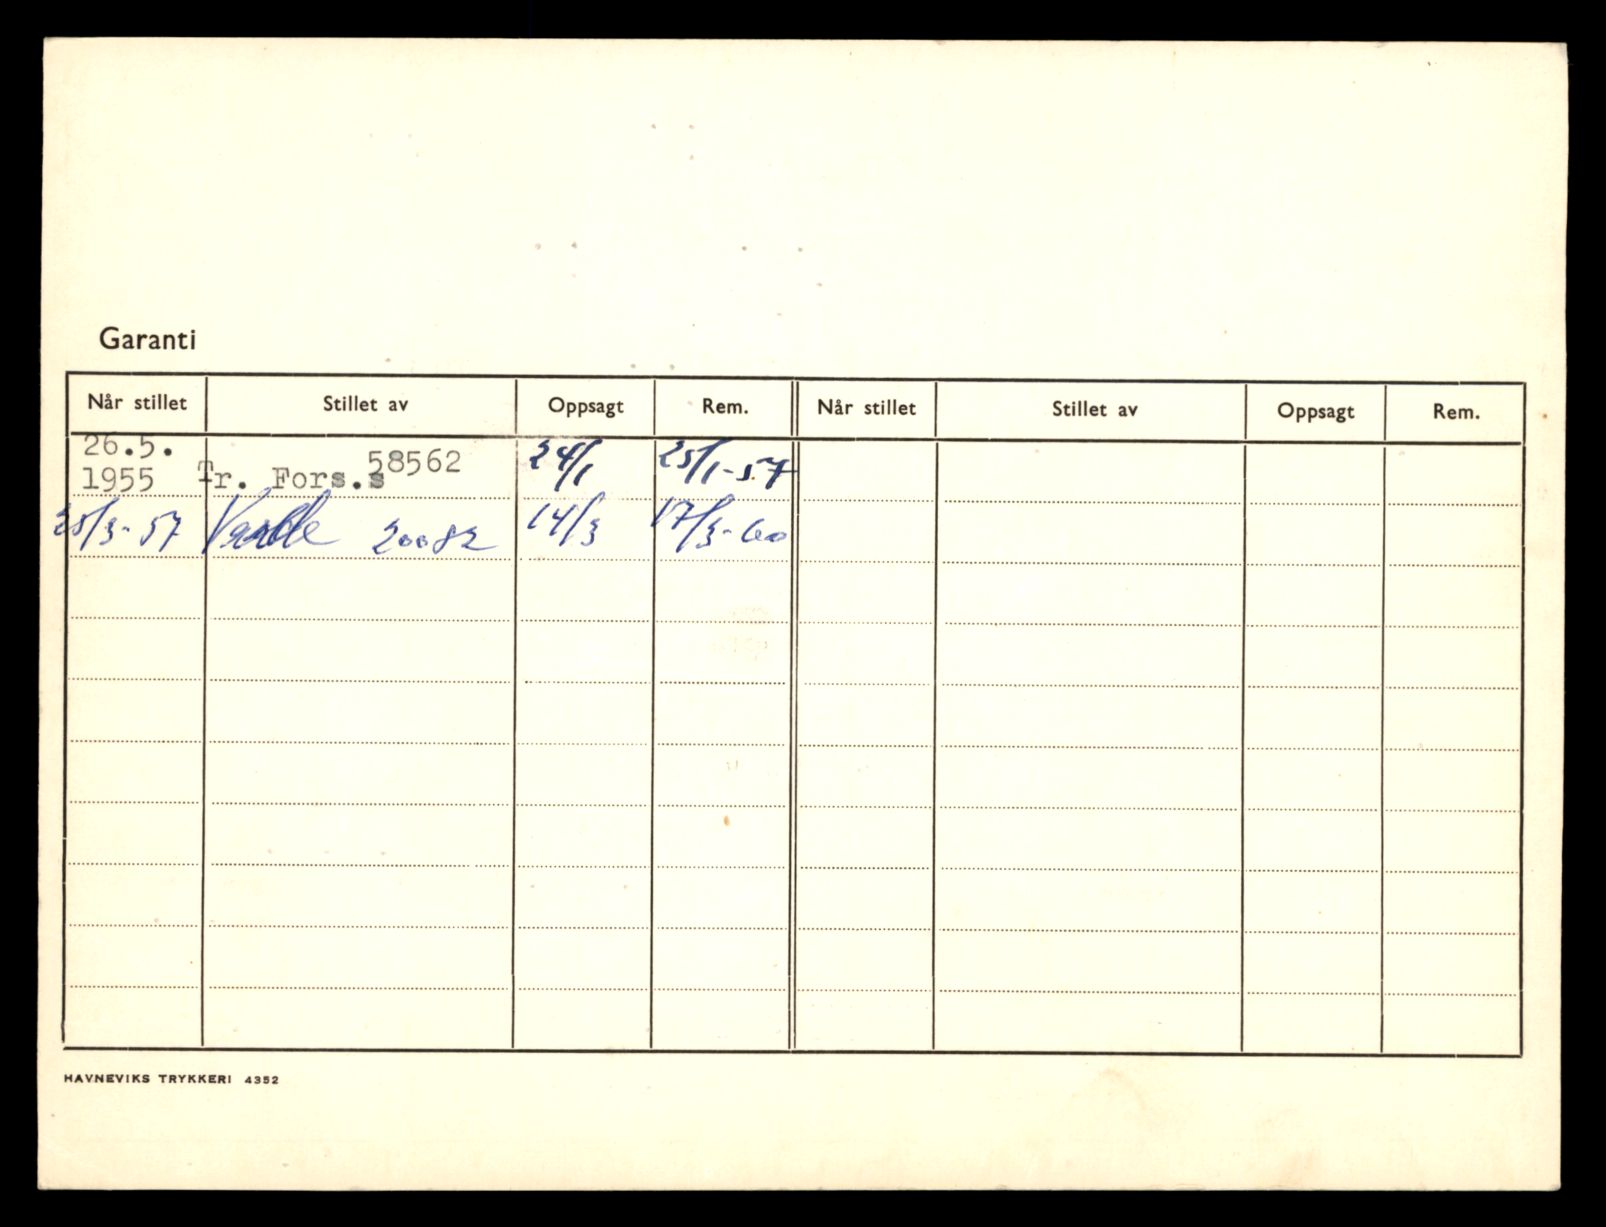 Garanti
Når stillet Stillet av Oppsagt Rem. Når stillet Stillet av Oppsagt Rem.
26.5.
1955 Tr. Fors.s 58562 24/1 25/1-57
25/3-57 20082 14/3 17/3-60
HAVNEVIKS TRYKKERI 4352